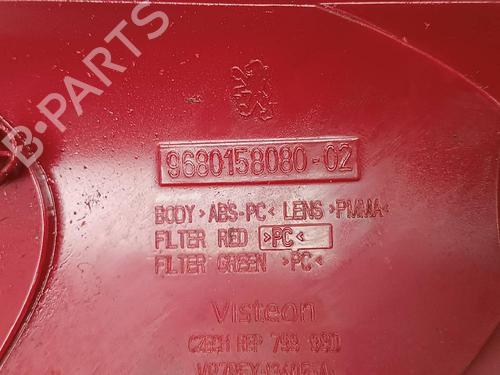 B-PARTS
9680158080-02
BODY >ABS-PC< LENS >PMMA<
FILTER RED >PC<
FILTER GREEN >PC<
Visteon
CZECH REP